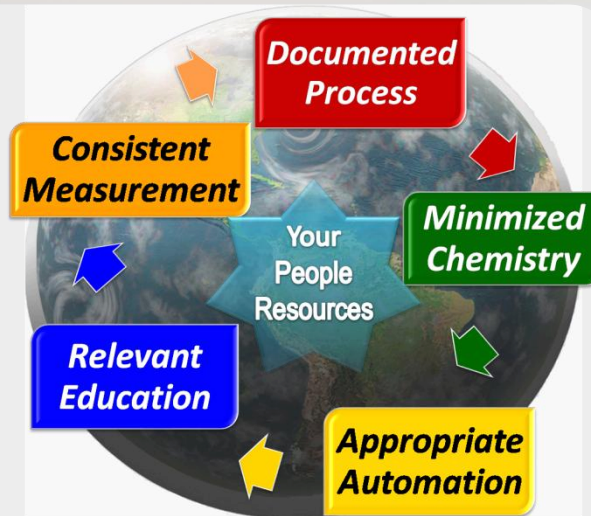 Documented
Process
Consistent
Measurement
Minimized
Chemistry
Your
People
Resources
Relevant
Education
Appropriate
Automation